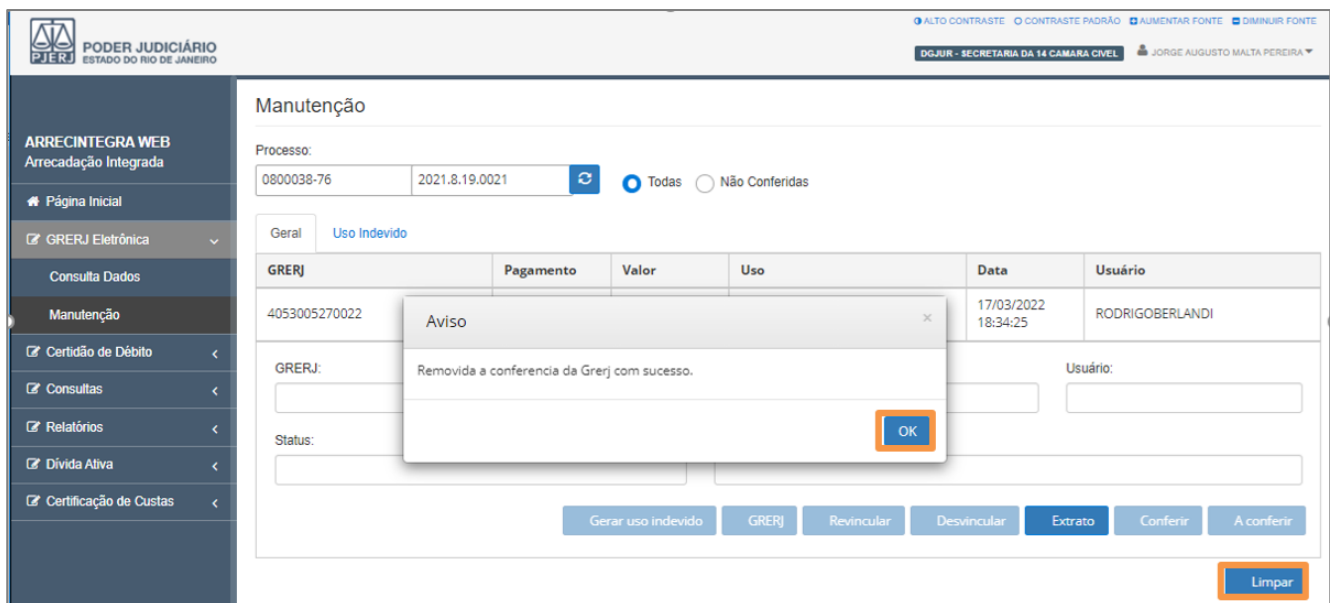 ALTO CONTRASTE CONTRASTE PADRÃO AUMENTAR FONTE DIMINUIR FONTE
PJERJ
PODER JUDICIÁRIO
ESTADO DO RIO DE JANEIRO
DGJUR - SECRETARIA DA 14 CAMARA CIVEL JORGE AUGUSTO MALTA PEREIRA
ARRECINTEGRA WEB
Arrecadação Integrada
Página Inicial
GRERJ Eletrônica
Consulta Dados
Manutenção
Certidão de Débito
Consultas
Relatórios
Dívida Ativa
Certificação de Custas
Manutenção
Processo:
0800038-76 2021.8.19.0021 Todas Não Conferidas
Geral Uso Indevido
GRERJ Pagamento Valor Uso Data Usuário
4053005270022 17/03/2022 18:34:25 RODRIGOBERLANDI
Aviso ×
Removida a conferencia da Grerj com sucesso.
OK
GRERJ: Usuário:
Status:
Gerar uso indevido GRERJ Revincular Desvincular Extrato Conferir A conferir
Limpar